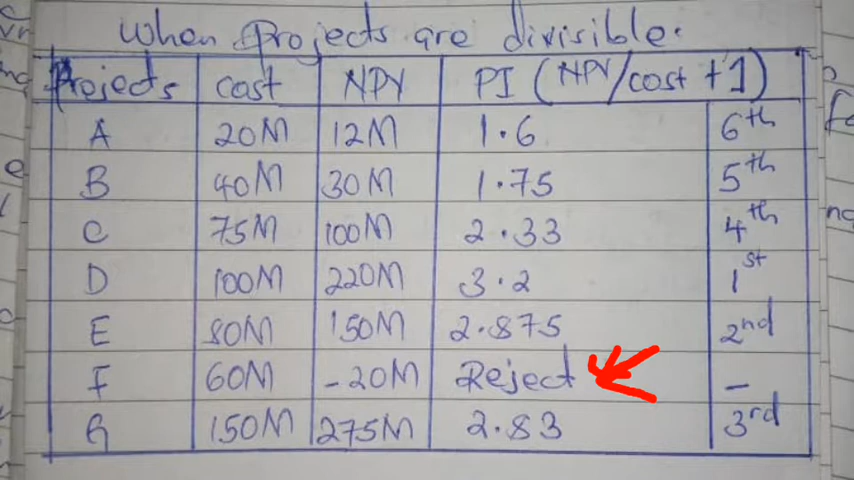 When Projects are divisible:
Projects Cost NPV PI (NPV/cost + 1)
A 20M 12M 1.6 6th
B 40M 30M 1.75 5th
C 75M 100M 2.33 4th
D 100M 220M 3.2 1st
E 80M 150M 2.875 2nd
F 60M -20M Reject -
G 150M 275M 2.83 3rd